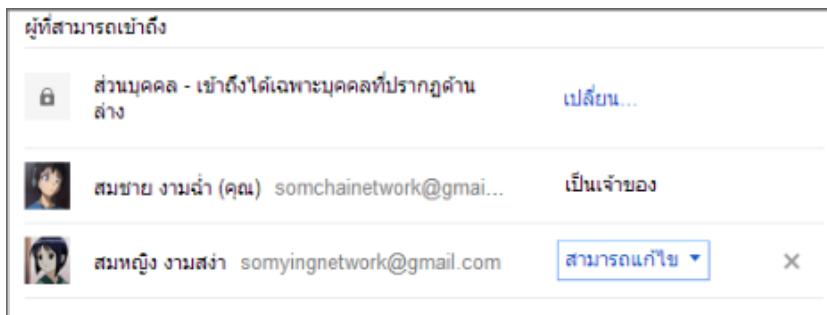 ผู้ที่สามารถเข้าถึง
ส่วนบุคคล - เข้าถึงได้เฉพาะบุคคลที่ปรากฏด้าน
ล่าง
เปลี่ยน...
สมชาย งามฉ่ำ (คุณ) somchainetwork@gmai... เป็นเจ้าของ
สมหญิง งามสง่า somyingnetwork@gmail.com สามารถแก้ไข